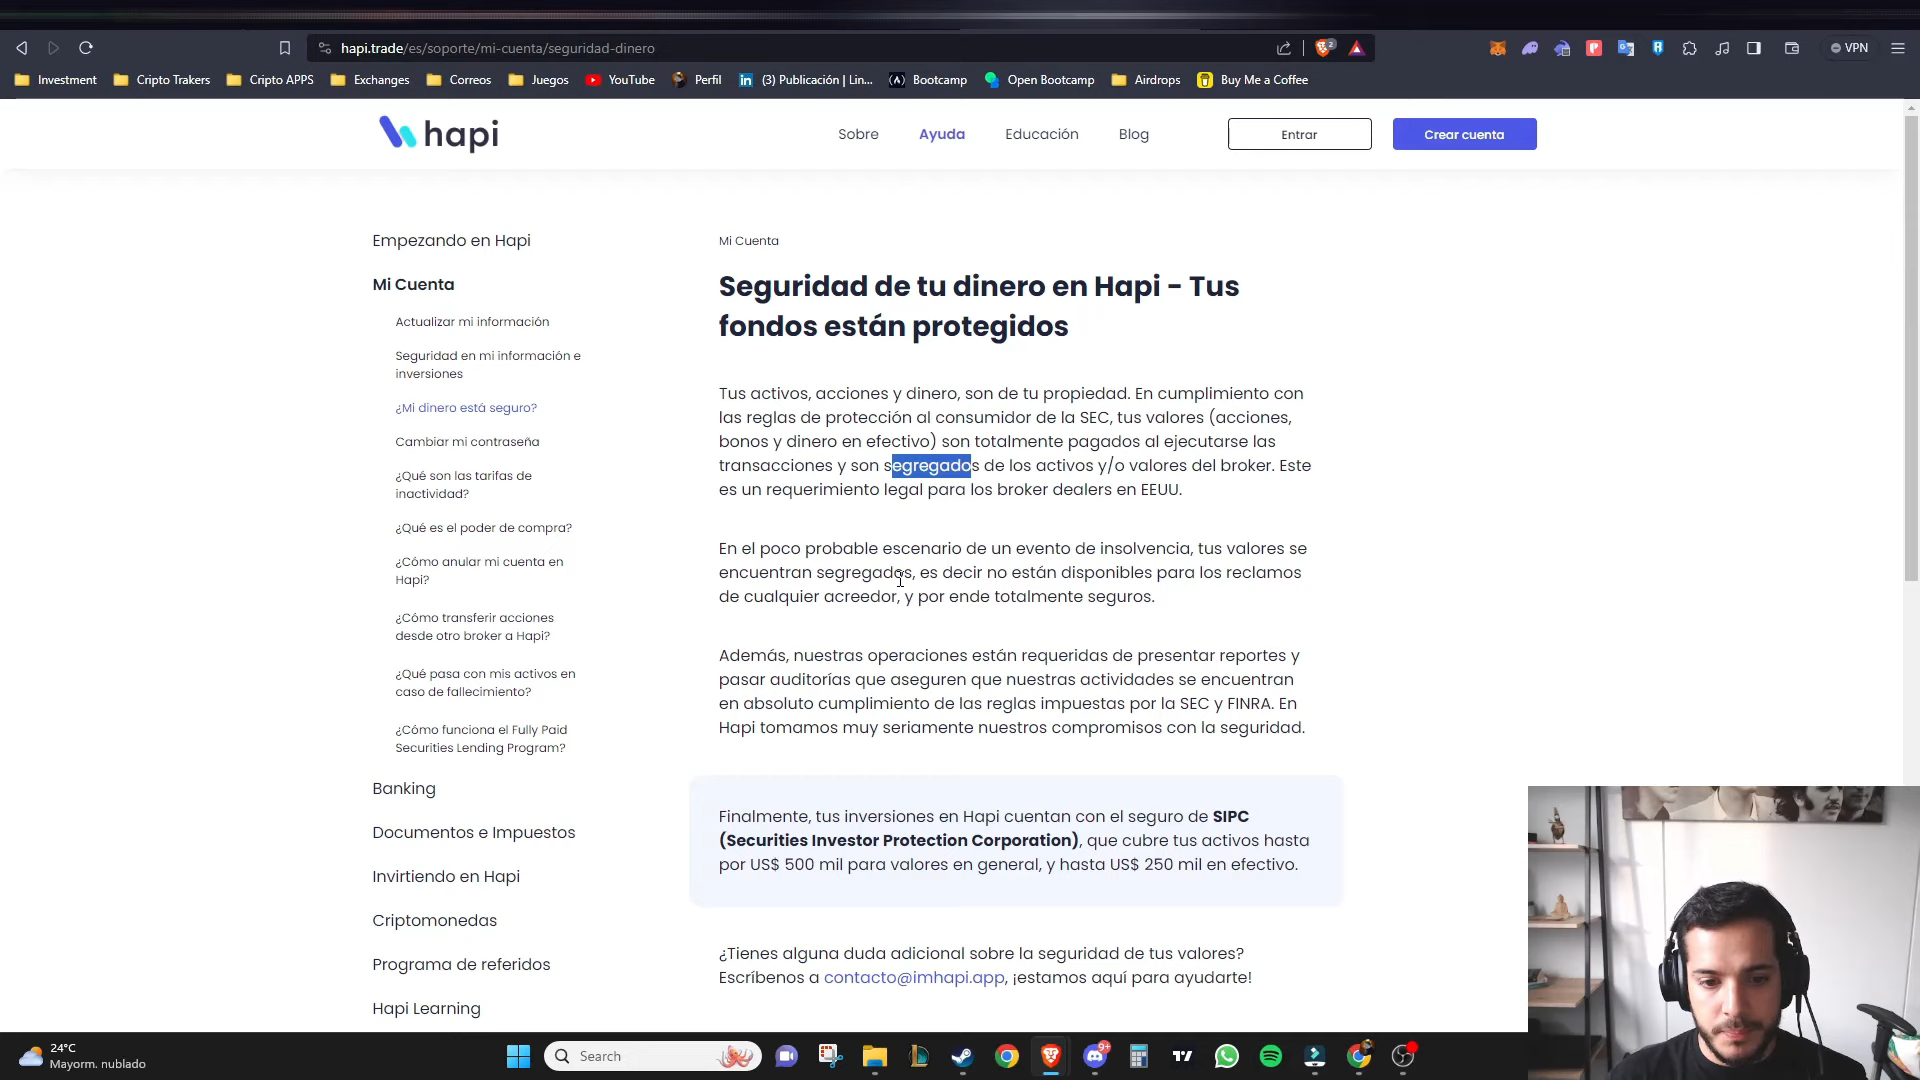 hapi.trade/es/soporte/mi-cuenta/seguridad-dinero
VPN
Investment
Cripto Trakers
Cripto APPS
Exchanges
Correos
Juegos
YouTube
Perfil
(3) Publicación | Lin...
Bootcamp
Open Bootcamp
Airdrops
Buy Me a Coffee
hapi
Sobre
Ayuda
Educación
Blog
Entrar
Crear cuenta
Empezando en Hapi
Mi Cuenta
Actualizar mi información
Seguridad en mi información e
inversiones
¿Mi dinero está seguro?
Cambiar mi contraseña
¿Qué son las tarifas de
inactividad?
¿Qué es el poder de compra?
¿Cómo anular mi cuenta en
Hapi?
¿Cómo transferir acciones
desde otro broker a Hapi?
¿Qué pasa con mis activos en
caso de fallecimiento?
¿Cómo funciona el Fully Paid
Securities Lending Program?
Banking
Documentos e Impuestos
Invirtiendo en Hapi
Criptomonedas
Programa de referidos
Hapi Learning
Mi Cuenta
Seguridad de tu dinero en Hapi - Tus
fondos están protegidos
Tus activos, acciones y dinero, son de tu propiedad. En cumplimiento con
las reglas de protección al consumidor de la SEC, tus valores (acciones,
bonos y dinero en efectivo) son totalmente pagados al ejecutarse las
transacciones y son segregados de los activos y/o valores del broker. Este
es un requerimiento legal para los broker dealers en EEUU.
En el poco probable escenario de un evento de insolvencia, tus valores se
encuentran segregados, es decir no están disponibles para los reclamos
de cualquier acreedor, y por ende totalmente seguros.
Además, nuestras operaciones están requeridas de presentar reportes y
pasar auditorías que aseguren que nuestras actividades se encuentran
en absoluto cumplimiento de las reglas impuestas por la SEC y FINRA. En
Hapi tomamos muy seriamente nuestros compromisos con la seguridad.
Finalmente, tus inversiones en Hapi cuentan con el seguro de SIPC
(Securities Investor Protection Corporation), que cubre tus activos hasta
por US$ 500 mil para valores en general, y hasta US$ 250 mil en efectivo.
¿Tienes alguna duda adicional sobre la seguridad de tus valores?
Escríbenos a contacto@imhapi.app, ¡estamos aquí para ayudarte!
24°C
Mayorm. nublado
Search